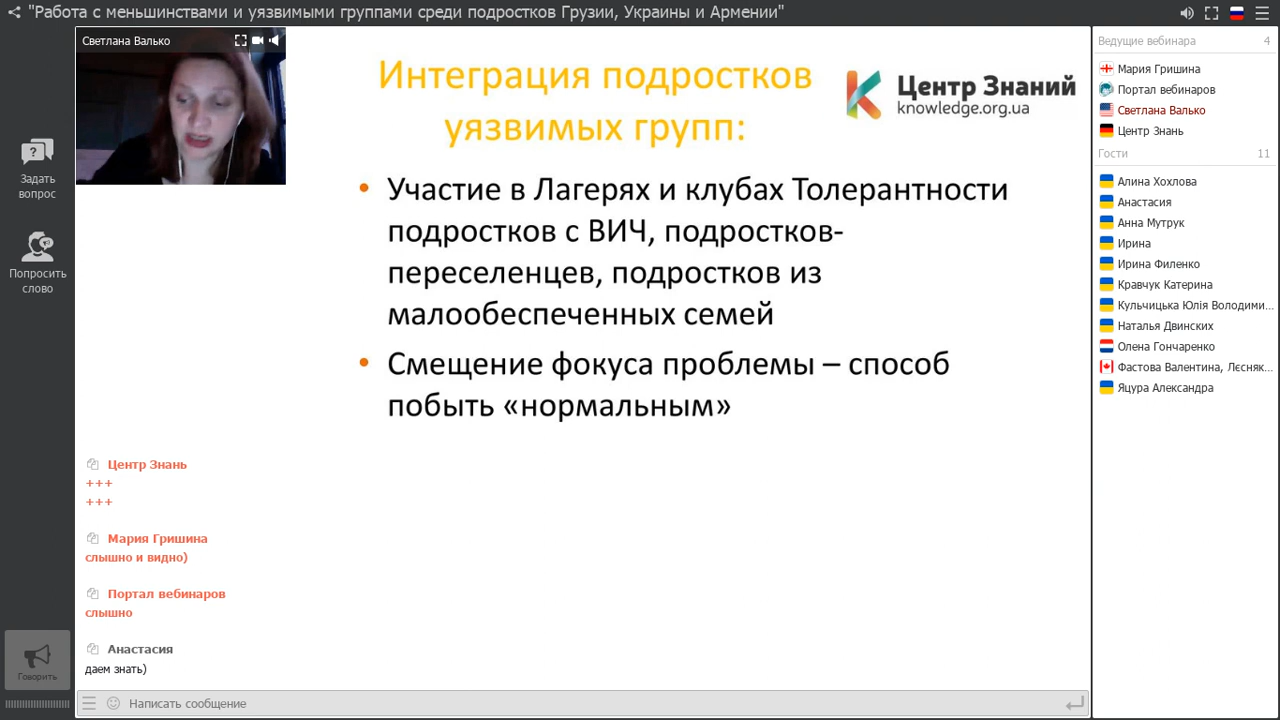 "Работа с меньшинствами и уязвимыми группами среди подростков Грузии, Украины и Армении"
Задать
вопрос
Попросить
слово
Говорить
Светлана Валько
Интеграция подростков
уязвимых групп:
Центр Знаний
knowledge.org.ua
• Участие в Лагерях и клубах Толерантности
подростков с ВИЧ, подростков-
переселенцев, подростков из
малообеспеченных семей
• Смещение фокуса проблемы – способ
побыть «нормальным»
Центр Знань
+++
+++
Мария Гришина
слышно и видно)
Портал вебинаров
слышно
Анастасия
даем знать)
Написать сообщение
Ведущие вебинара 4
Мария Гришина
Портал вебинаров
Светлана Валько
Центр Знань
Гости 11
Алина Хохлова
Анастасия
Анна Мутрук
Ирина
Ирина Филенко
Кравчук Катерина
Кульчицька Юлія Володими...
Наталья Двинских
Олена Гончаренко
Фастова Валентина, Лєсняк...
Яцура Александра